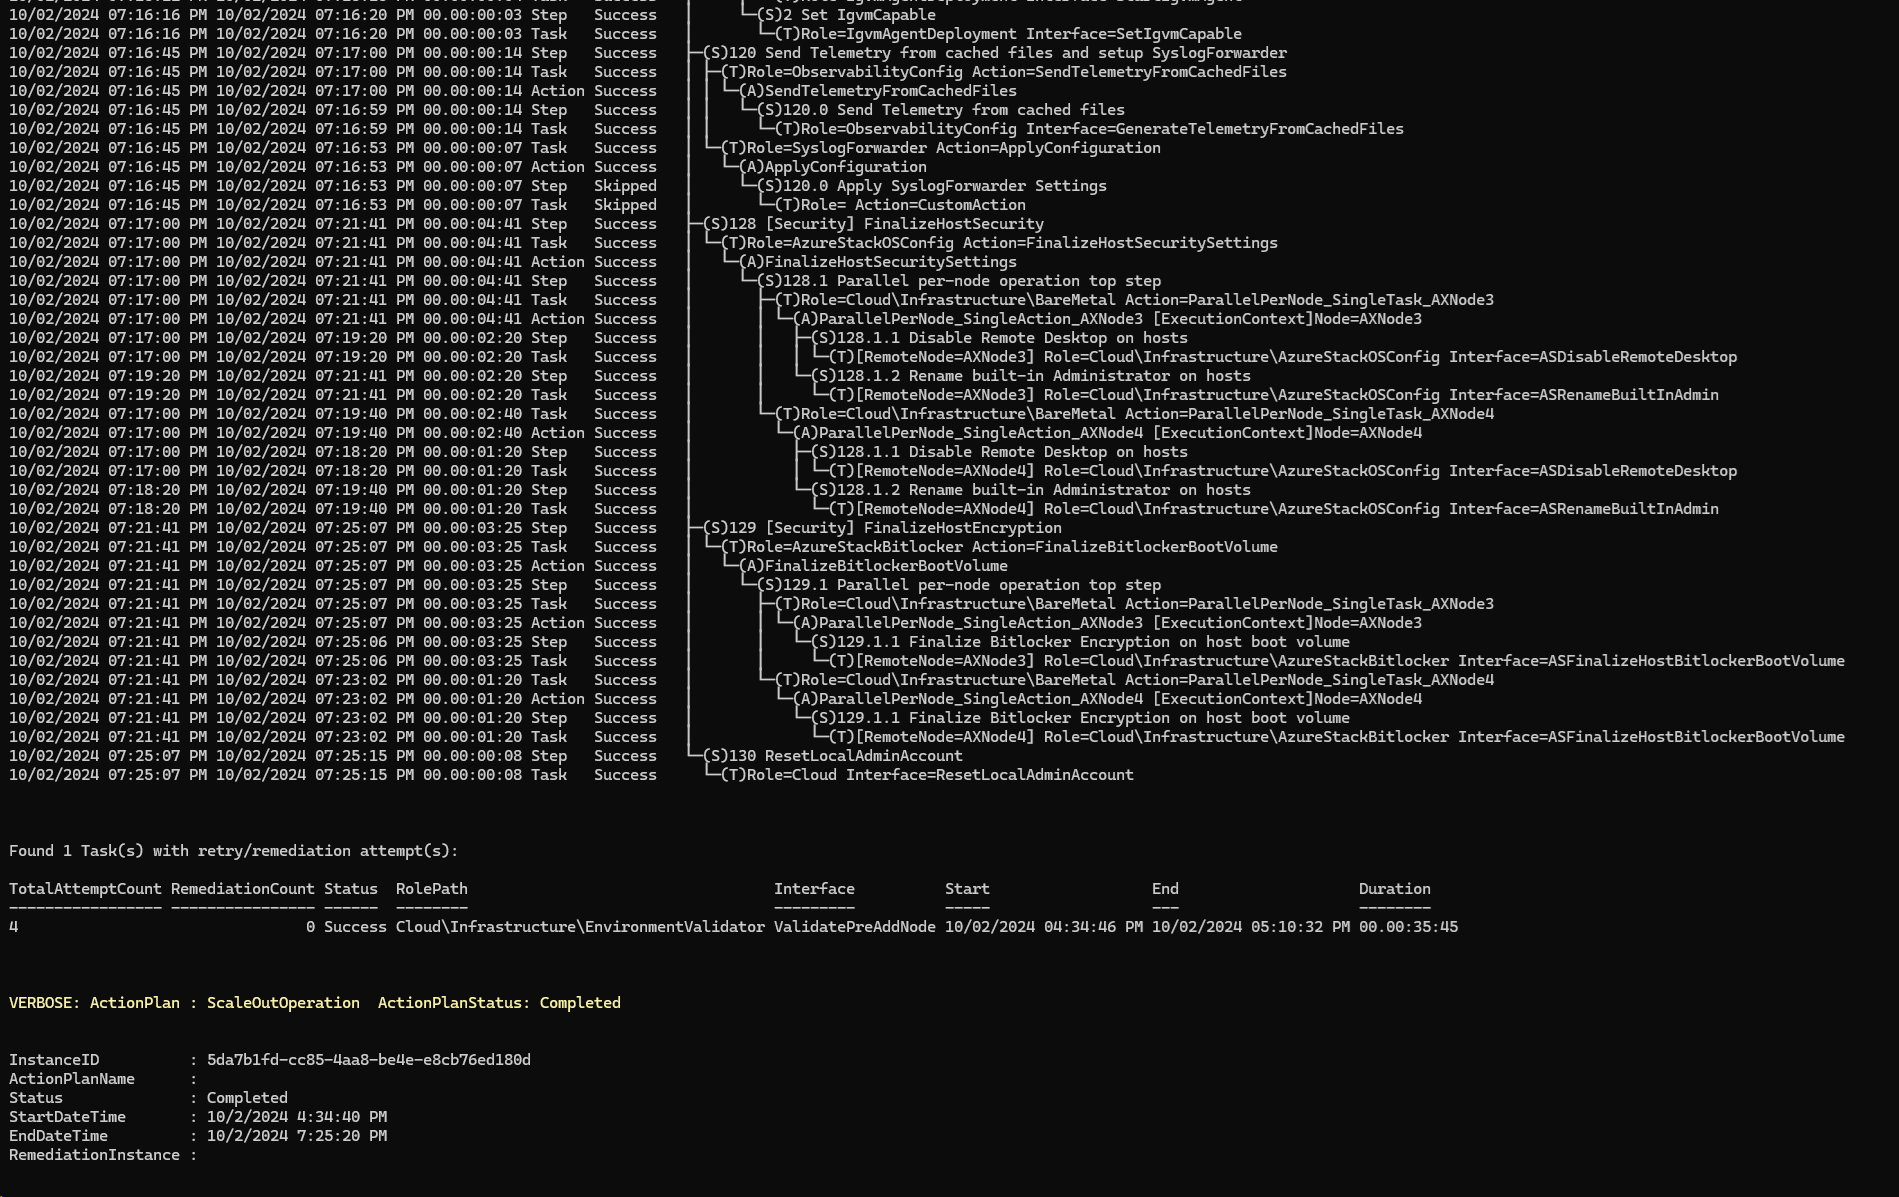 10/02/2024 07:16:16 PM 10/02/2024 07:16:20 PM 00.00:00:03 Step Success └─(S)2 Set IgvmCapable
10/02/2024 07:16:16 PM 10/02/2024 07:16:20 PM 00.00:00:03 Task Success │ └─(T)Role=IgvmAgentDeployment Interface=SetIgvmCapable
10/02/2024 07:16:45 PM 10/02/2024 07:17:00 PM 00.00:00:14 Step Success ├─(S)120 Send Telemetry from cached files and setup SyslogForwarder
10/02/2024 07:16:45 PM 10/02/2024 07:17:00 PM 00.00:00:14 Task Success │ ├─(T)Role=ObservabilityConfig Action=SendTelemetryFromCachedFiles
10/02/2024 07:16:45 PM 10/02/2024 07:17:00 PM 00.00:00:14 Action Success │ │ └─(A)SendTelemetryFromCachedFiles
10/02/2024 07:16:45 PM 10/02/2024 07:16:59 PM 00.00:00:14 Step Success │ │ └─(S)120.0 Send Telemetry from cached files
10/02/2024 07:16:45 PM 10/02/2024 07:16:59 PM 00.00:00:14 Task Success │ │ └─(T)Role=ObservabilityConfig Interface=GenerateTelemetryFromCachedFiles
10/02/2024 07:16:45 PM 10/02/2024 07:16:53 PM 00.00:00:07 Task Success │ └─(T)Role=SyslogForwarder Action=ApplyConfiguration
10/02/2024 07:16:45 PM 10/02/2024 07:16:53 PM 00.00:00:07 Action Success │ └─(A)ApplyConfiguration
10/02/2024 07:16:45 PM 10/02/2024 07:16:53 PM 00.00:00:07 Step Skipped │ └─(S)120.0 Apply SyslogForwarder Settings
10/02/2024 07:16:45 PM 10/02/2024 07:16:53 PM 00.00:00:07 Task Skipped │ └─(T)Role= Action=CustomAction
10/02/2024 07:17:00 PM 10/02/2024 07:21:41 PM 00.00:04:41 Step Success ├─(S)128 [Security] FinalizeHostSecurity
10/02/2024 07:17:00 PM 10/02/2024 07:21:41 PM 00.00:04:41 Task Success │ └─(T)Role=AzureStackOSConfig Action=FinalizeHostSecuritySettings
10/02/2024 07:17:00 PM 10/02/2024 07:21:41 PM 00.00:04:41 Action Success │ └─(A)FinalizeHostSecuritySettings
10/02/2024 07:17:00 PM 10/02/2024 07:21:41 PM 00.00:04:41 Step Success │ └─(S)128.1 Parallel per-node operation top step
10/02/2024 07:17:00 PM 10/02/2024 07:21:41 PM 00.00:04:41 Task Success │ ├─(T)Role=Cloud\Infrastructure\BareMetal Action=ParallelPerNode_SingleTask_AXNode3
10/02/2024 07:17:00 PM 10/02/2024 07:21:41 PM 00.00:04:41 Action Success │ │ └─(A)ParallelPerNode_SingleAction_AXNode3 [ExecutionContext]Node=AXNode3
10/02/2024 07:17:00 PM 10/02/2024 07:19:20 PM 00.00:02:20 Step Success │ │ ├─(S)128.1.1 Disable Remote Desktop on hosts
10/02/2024 07:17:00 PM 10/02/2024 07:19:20 PM 00.00:02:20 Task Success │ │ │ └─(T)[RemoteNode=AXNode3] Role=Cloud\Infrastructure\AzureStackOSConfig Interface=ASDisableRemoteDesktop
10/02/2024 07:19:20 PM 10/02/2024 07:21:41 PM 00.00:02:20 Step Success │ │ └─(S)128.1.2 Rename built-in Administrator on hosts
10/02/2024 07:19:20 PM 10/02/2024 07:21:41 PM 00.00:02:20 Task Success │ │ └─(T)[RemoteNode=AXNode3] Role=Cloud\Infrastructure\AzureStackOSConfig Interface=ASRenameBuiltInAdmin
10/02/2024 07:17:00 PM 10/02/2024 07:19:40 PM 00.00:02:40 Task Success │ └─(T)Role=Cloud\Infrastructure\BareMetal Action=ParallelPerNode_SingleTask_AXNode4
10/02/2024 07:17:00 PM 10/02/2024 07:19:40 PM 00.00:02:40 Action Success │ └─(A)ParallelPerNode_SingleAction_AXNode4 [ExecutionContext]Node=AXNode4
10/02/2024 07:17:00 PM 10/02/2024 07:18:20 PM 00.00:01:20 Step Success │ ├─(S)128.1.1 Disable Remote Desktop on hosts
10/02/2024 07:17:00 PM 10/02/2024 07:18:20 PM 00.00:01:20 Task Success │ │ └─(T)[RemoteNode=AXNode4] Role=Cloud\Infrastructure\AzureStackOSConfig Interface=ASDisableRemoteDesktop
10/02/2024 07:18:20 PM 10/02/2024 07:19:40 PM 00.00:01:20 Step Success │ └─(S)128.1.2 Rename built-in Administrator on hosts
10/02/2024 07:18:20 PM 10/02/2024 07:19:40 PM 00.00:01:20 Task Success │ └─(T)[RemoteNode=AXNode4] Role=Cloud\Infrastructure\AzureStackOSConfig Interface=ASRenameBuiltInAdmin
10/02/2024 07:21:41 PM 10/02/2024 07:25:07 PM 00.00:03:25 Step Success ├─(S)129 [Security] FinalizeHostEncryption
10/02/2024 07:21:41 PM 10/02/2024 07:25:07 PM 00.00:03:25 Task Success │ └─(T)Role=AzureStackBitlocker Action=FinalizeBitlockerBootVolume
10/02/2024 07:21:41 PM 10/02/2024 07:25:07 PM 00.00:03:25 Action Success │ └─(A)FinalizeBitlockerBootVolume
10/02/2024 07:21:41 PM 10/02/2024 07:25:07 PM 00.00:03:25 Step Success │ └─(S)129.1 Parallel per-node operation top step
10/02/2024 07:21:41 PM 10/02/2024 07:25:07 PM 00.00:03:25 Task Success │ ├─(T)Role=Cloud\Infrastructure\BareMetal Action=ParallelPerNode_SingleTask_AXNode3
10/02/2024 07:21:41 PM 10/02/2024 07:25:07 PM 00.00:03:25 Action Success │ │ └─(A)ParallelPerNode_SingleAction_AXNode3 [ExecutionContext]Node=AXNode3
10/02/2024 07:21:41 PM 10/02/2024 07:25:06 PM 00.00:03:25 Step Success │ │ └─(S)129.1.1 Finalize Bitlocker Encryption on host boot volume
10/02/2024 07:21:41 PM 10/02/2024 07:25:06 PM 00.00:03:25 Task Success │ │ └─(T)[RemoteNode=AXNode3] Role=Cloud\Infrastructure\AzureStackBitlocker Interface=ASFinalizeHostBitlockerBootVolume
10/02/2024 07:21:41 PM 10/02/2024 07:23:02 PM 00.00:01:20 Task Success │ └─(T)Role=Cloud\Infrastructure\BareMetal Action=ParallelPerNode_SingleTask_AXNode4
10/02/2024 07:21:41 PM 10/02/2024 07:23:02 PM 00.00:01:20 Action Success │ └─(A)ParallelPerNode_SingleAction_AXNode4 [ExecutionContext]Node=AXNode4
10/02/2024 07:21:41 PM 10/02/2024 07:23:02 PM 00.00:01:20 Step Success │ └─(S)129.1.1 Finalize Bitlocker Encryption on host boot volume
10/02/2024 07:21:41 PM 10/02/2024 07:23:02 PM 00.00:01:20 Task Success │ └─(T)[RemoteNode=AXNode4] Role=Cloud\Infrastructure\AzureStackBitlocker Interface=ASFinalizeHostBitlockerBootVolume
10/02/2024 07:25:07 PM 10/02/2024 07:25:15 PM 00.00:00:08 Step Success └─(S)130 ResetLocalAdminAccount
10/02/2024 07:25:07 PM 10/02/2024 07:25:15 PM 00.00:00:08 Task Success └─(T)Role=Cloud Interface=ResetLocalAdminAccount
Found 1 Task(s) with retry/remediation attempt(s):
TotalAttemptCount RemediationCount Status RolePath Interface Start End Duration
----------------- ---------------- ------ -------- --------- ----- --- --------
4 0 Success Cloud\Infrastructure\EnvironmentValidator ValidatePreAddNode 10/02/2024 04:34:46 PM 10/02/2024 05:10:32 PM 00.00:35:45
VERBOSE: ActionPlan : ScaleOutOperation ActionPlanStatus: Completed
InstanceID : 5da7b1fd-cc85-4aa8-be4e-e8cb76ed180d
ActionPlanName :
Status : Completed
StartDateTime : 10/2/2024 4:34:40 PM
EndDateTime : 10/2/2024 7:25:20 PM
RemediationInstance :